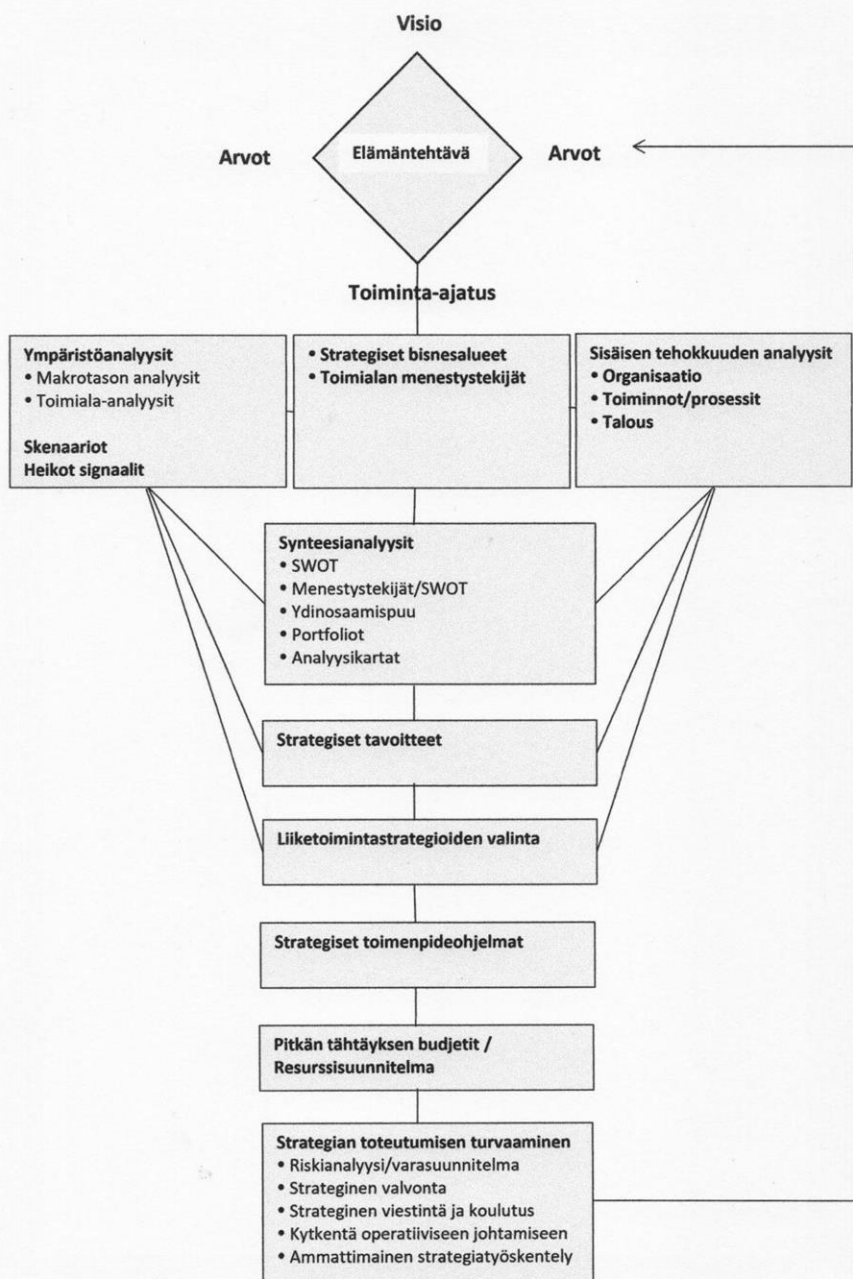 Visio
Arvot
Elämäntehtävä
Arvot
Toiminta-ajatus
Ympäristöanalyysit
• Makrotason analyysit
• Toimiala-analyysit
Skenaariot
Heikot signaalit
• Strategiset bisnesalueet
• Toimialan menestystekijät
Sisäisen tehokkuuden analyysit
• Organisaatio
• Toiminnot/prosessit
• Talous
Synteesianalyysit
• SWOT
• Menestystekijät/SWOT
• Ydinosaamispuu
• Portfoliot
• Analyysikartat
Strategiset tavoitteet
Liiketoimintastrategioiden valinta
Strategiset toimenpideohjelmat
Pitkän tähtäyksen budjetit /
Resurssisuunnitelma
Strategian toteutumisen turvaaminen
• Riskianalyysi/varasuunnitelma
• Strateginen valvonta
• Strateginen viestintä ja koulutus
• Kytkentä operatiiviseen johtamiseen
• Ammattimainen strategiatyöskentely